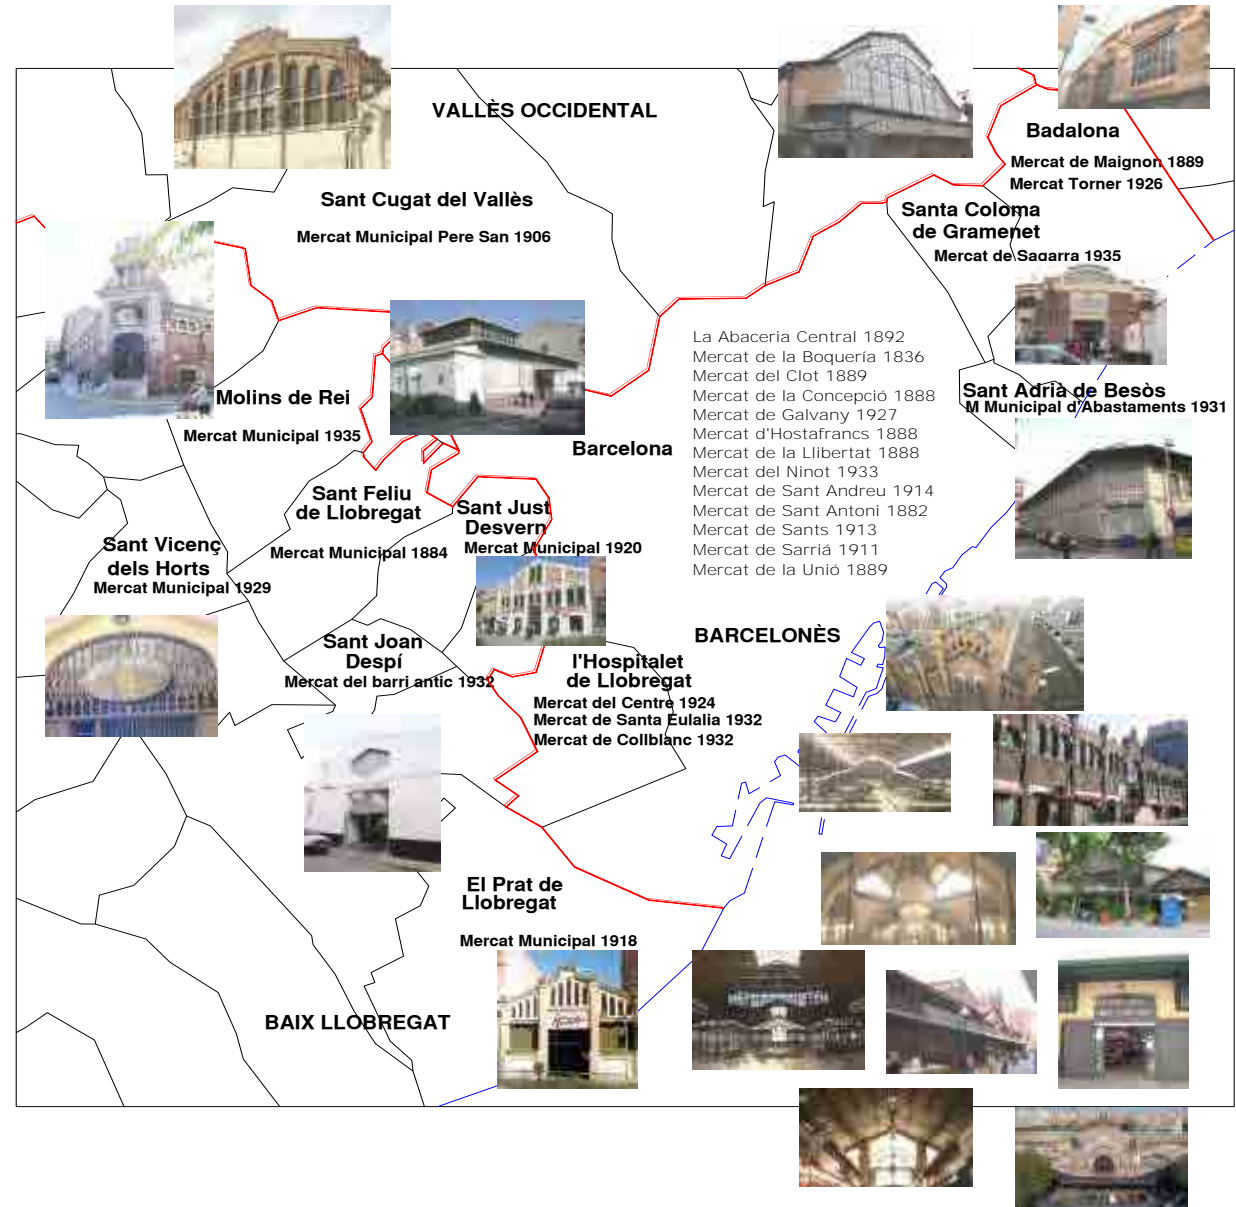 VALLÈS OCCIDENTAL
Badalona
Mercat de Maignon 1889
Mercat Torner 1926
Sant Cugat del Vallès
Mercat Municipal Pere San 1906
Santa Coloma
de Gramenet
Mercat de Sagarra 1935
La Abaceria Central 1892
Mercat de la Boquería 1836
Mercat del Clot 1889
Mercat de la Concepció 1888
Mercat de Galvany 1927
Mercat d'Hostafrancs 1888
Mercat de la Llibertat 1888
Mercat del Ninot 1933
Mercat de Sant Andreu 1914
Mercat de Sant Antoni 1882
Mercat de Sants 1913
Mercat de Sarriá 1911
Mercat de la Unió 1889
Sant Adrià de Besòs
M Municipal d'Abastaments 1931
Molins de Rei
Mercat Municipal 1935
Barcelona
Sant Feliu
de Llobregat
Mercat Municipal 1884
Sant Just
Desvern
Mercat Municipal 1920
Sant Vicenç
dels Horts
Mercat Municipal 1929
BARCELONÈS
Sant Joan
Despí
Mercat del barri antic 1932
l'Hospitalet
de Llobregat
Mercat del Centre 1924
Mercat de Santa Eulalia 1932
Mercat de Collblanc 1932
El Prat de
Llobregat
Mercat Municipal 1918
BAIX LLOBREGAT